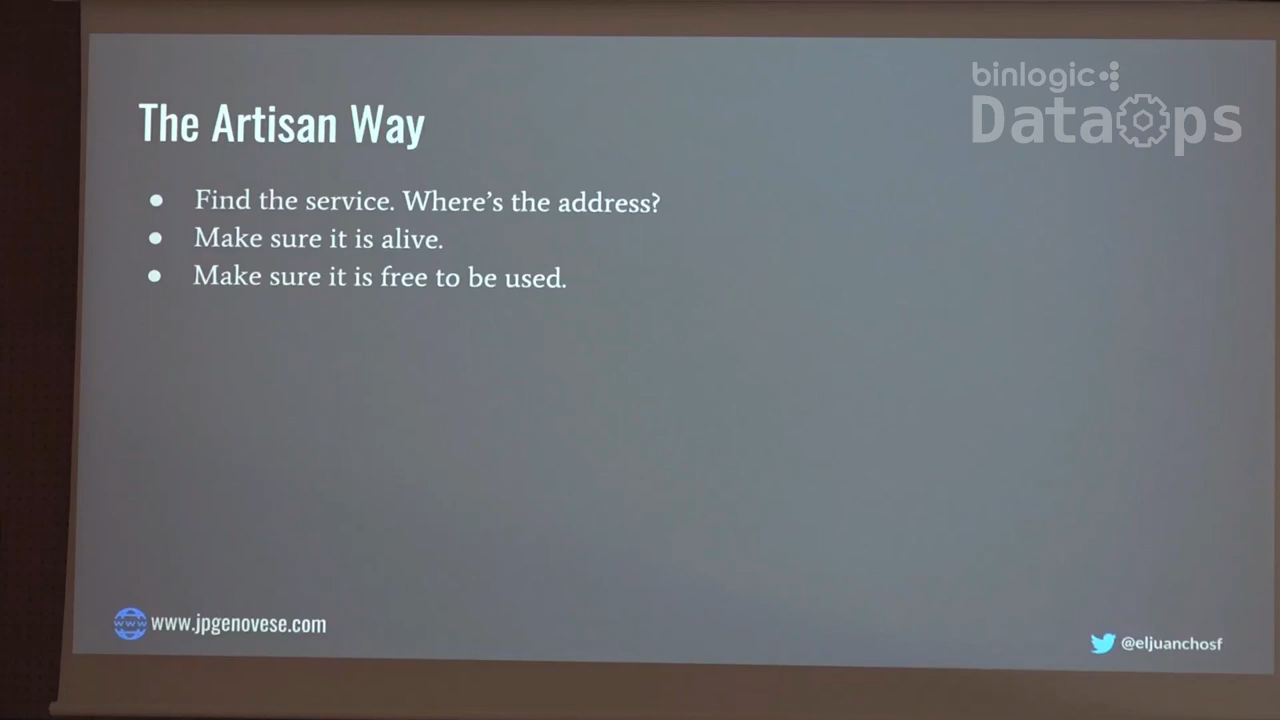 binlogic
DataOps
The Artisan Way
Find the service. Where's the address?
Make sure it is alive.
Make sure it is free to be used.
www www.jpgenovese.com
@eljuanchosf